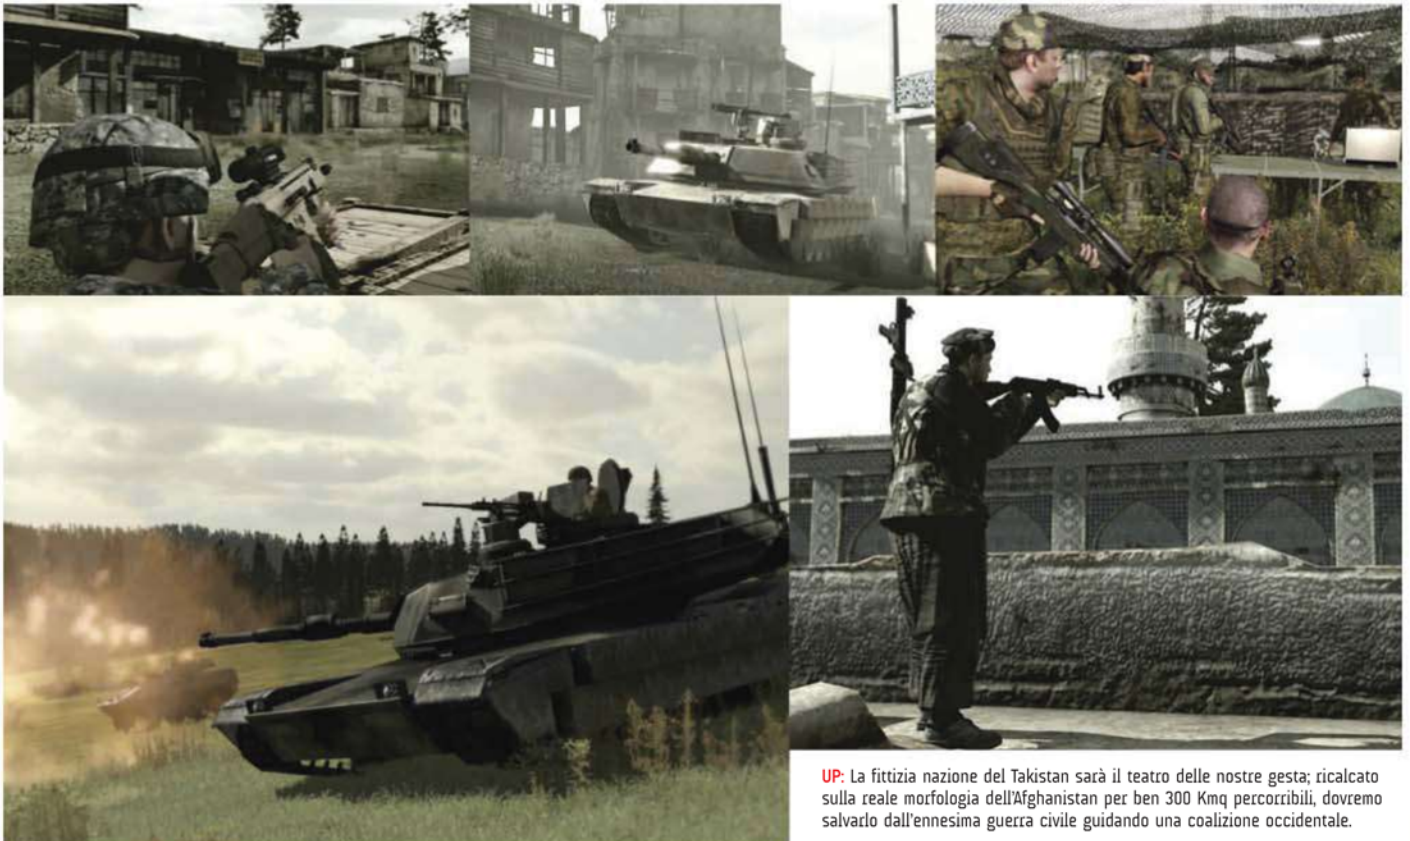 UP: La fittizia nazione del Takistan sarà il teatro delle nostre gesta; ricalcato
sulla reale morfologia dell'Afghanistan per ben 300 Kmq percorribili, dovremo
salvarlo dall'ennesima guerra civile guidando una coalizione occidentale.